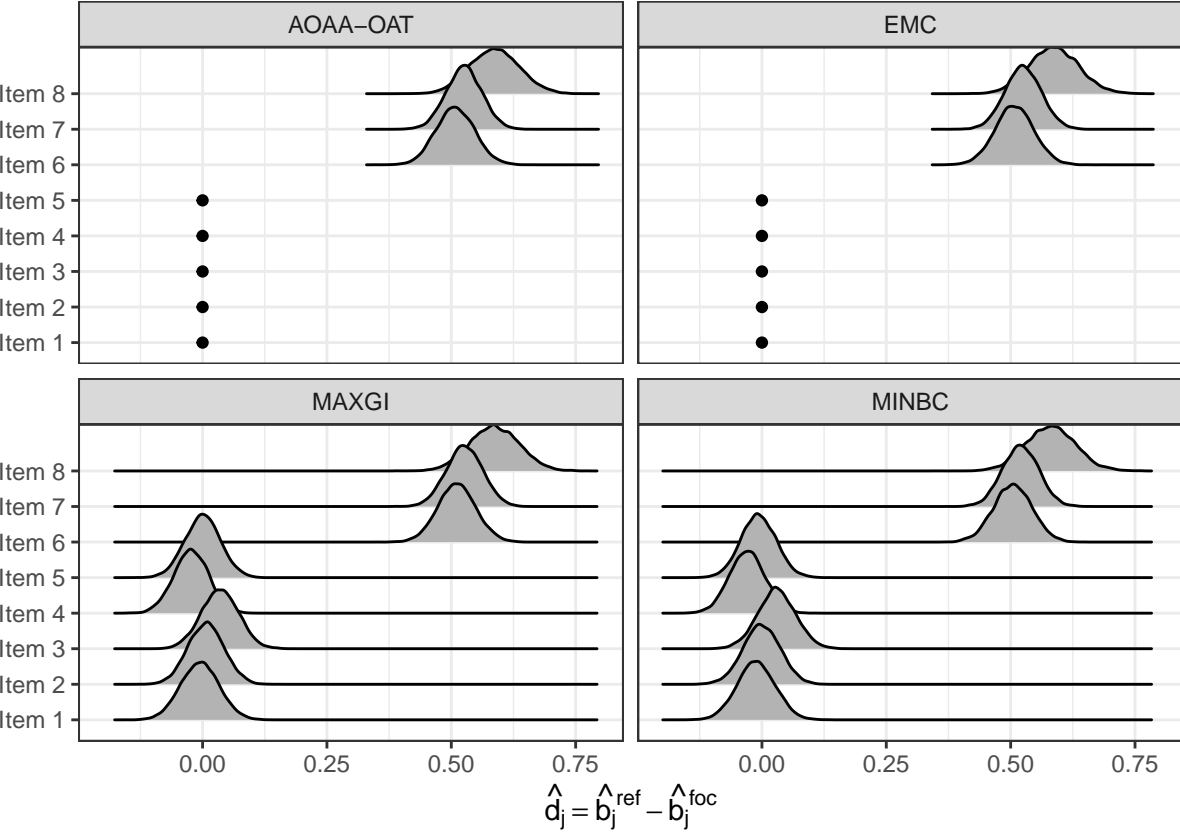 AOAA−OAT
EMC
Item 8
Item 7
Item 6
Item 5
Item 4
Item 3
Item 2
Item 1
MAXGI
MINBC
Item 8
Item 7
Item 6
Item 5
Item 4
Item 3
Item 2
Item 1
0.00 0.25 0.50 0.75 0.00 0.25 0.50 0.75
d̂ⱼ = b̂ⱼ^ref − b̂ⱼ^foc